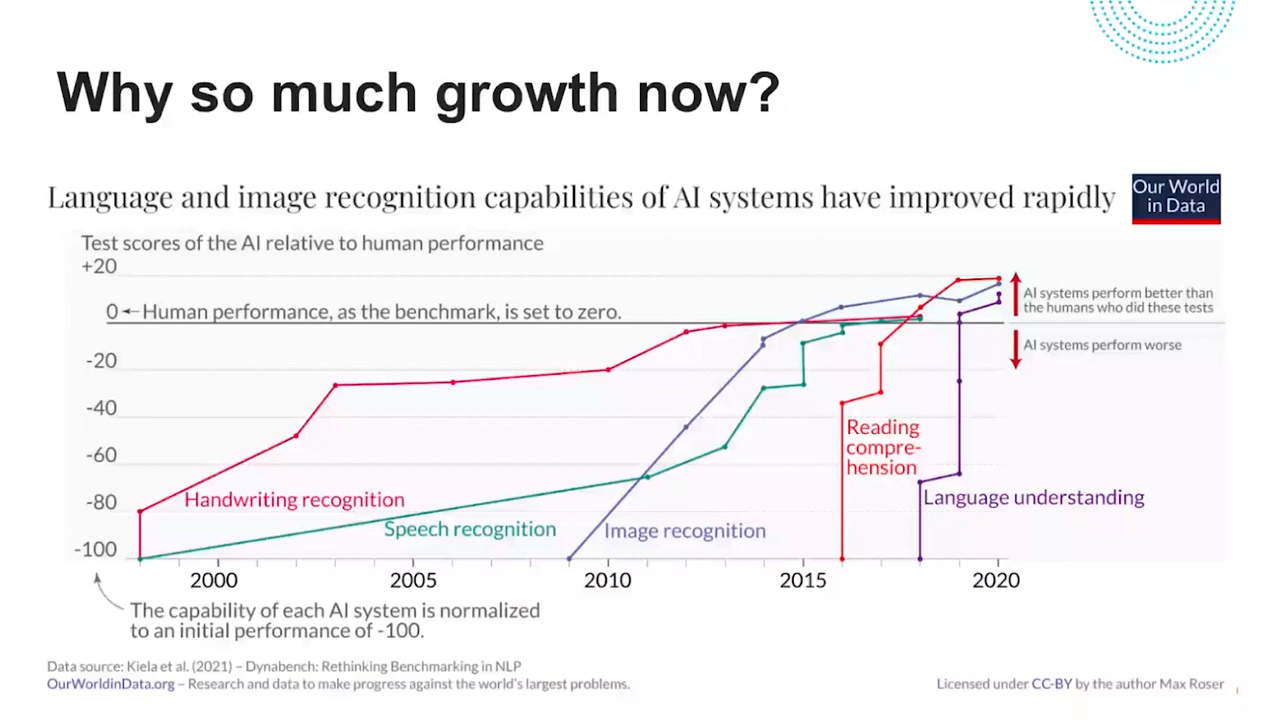 Why so much growth now?
Language and image recognition capabilities of AI systems have improved rapidly
Our World
in Data
Test scores of the AI relative to human performance
+20
0
Human performance, as the benchmark, is set to zero.
AI systems perform better than
the humans who did these tests
AI systems perform worse
-20
-40
-60
-80
-100
Reading
compre-
hension
Handwriting recognition
Language understanding
Speech recognition
Image recognition
2000
2005
2010
2015
2020
The capability of each AI system is normalized
to an initial performance of -100.
Data source: Kiela et al. (2021) – Dynabench: Rethinking Benchmarking in NLP
OurWorldinData.org – Research and data to make progress against the world's largest problems.
Licensed under CC-BY by the author Max Roser